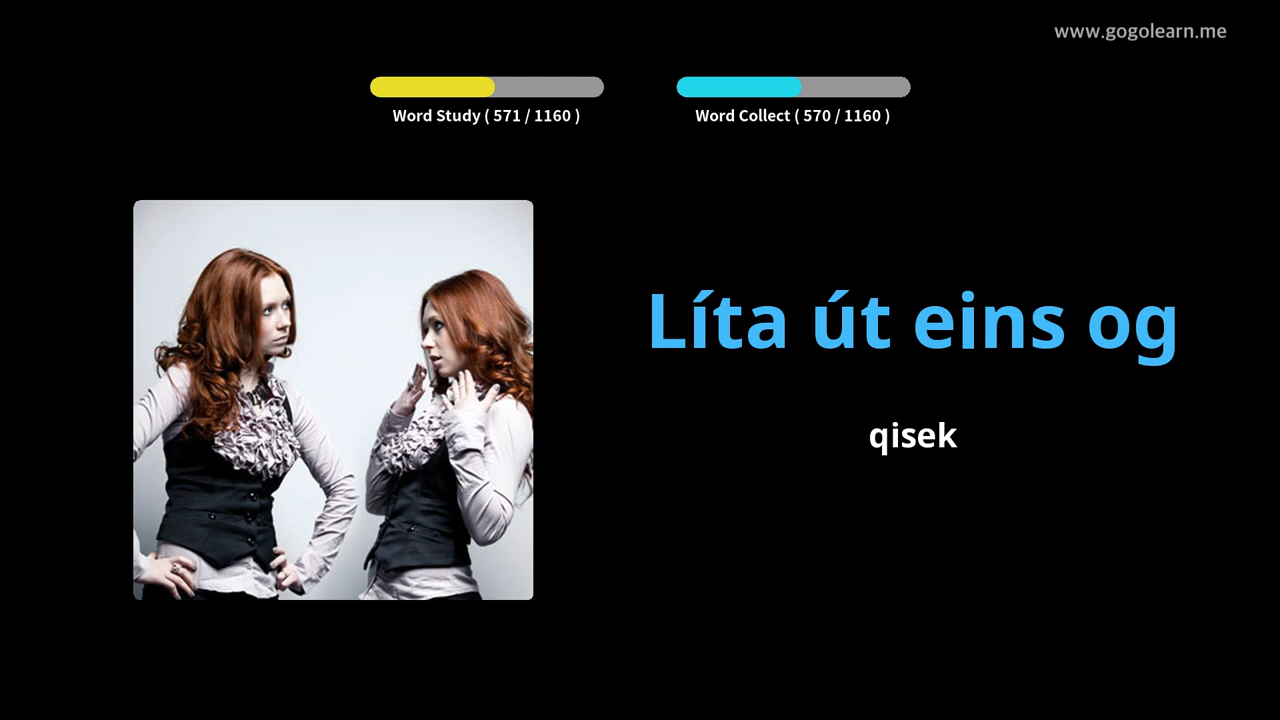 www.gogolearn.me
Word Study ( 571 / 1160 )
Word Collect ( 570 / 1160 )
Líta út eins og
qisek